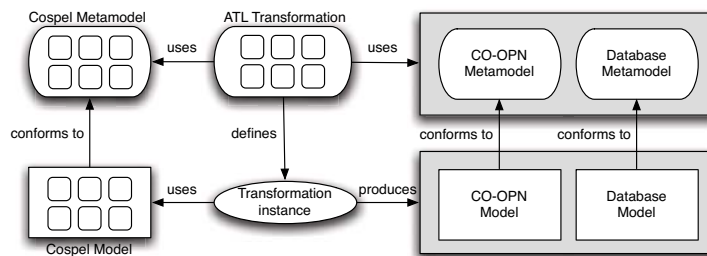 Cospel Metamodel
ATL Transformation
uses
uses
CO-OPN
Metamodel
Database
Metamodel
conforms to
defines
conforms to
conforms to
uses
Transformation
instance
produces
CO-OPN
Model
Database
Model
Cospel Model